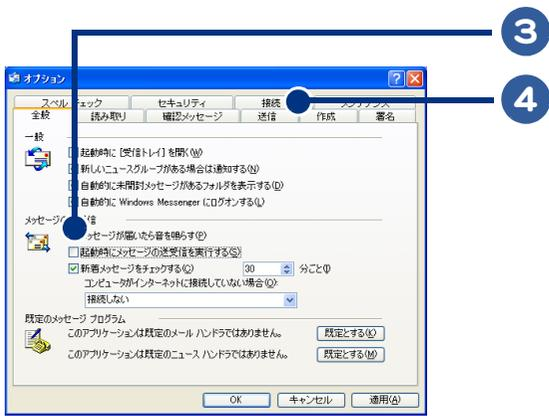 3
オプション
4
スペル チェック セキュリティ 接続 メンテナンス
全般 読み取り 確認メッセージ 送信 作成 署名
一般
起動時に [受信トレイ] を開く(W)
新しいニュースグループがある場合は通知する(N)
自動的に未開封メッセージがあるフォルダを表示する(D)
自動的に Windows Messenger にログオンする(L)
メッセージの 信
ッセージが届いたら音を鳴らす(P)
起動時にメッセージの送受信を実行する(S)
新着メッセージをチェックする(C) 30 分ごと(I)
コンピュータがインターネットに接続していない場合(O):
接続しない
既定のメッセージ プログラム
このアプリケーションは既定のメール ハンドラではありません。 既定とする(K)
このアプリケーションは既定のニュース ハンドラではありません。 既定とする(M)
OK キャンセル 適用(A)